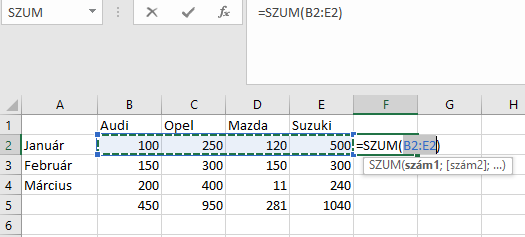 SZUM
=SZUM(B2:E2)
A B C D E F G H
1 Audi Opel Mazda Suzuki
2 Január 100 250 120 500 =SZUM(B2:E2)
3 Február 150 300 150 300 SZUM(szám1; [szám2]; ...)
4 Március 200 400 11 240
5 450 950 281 1040